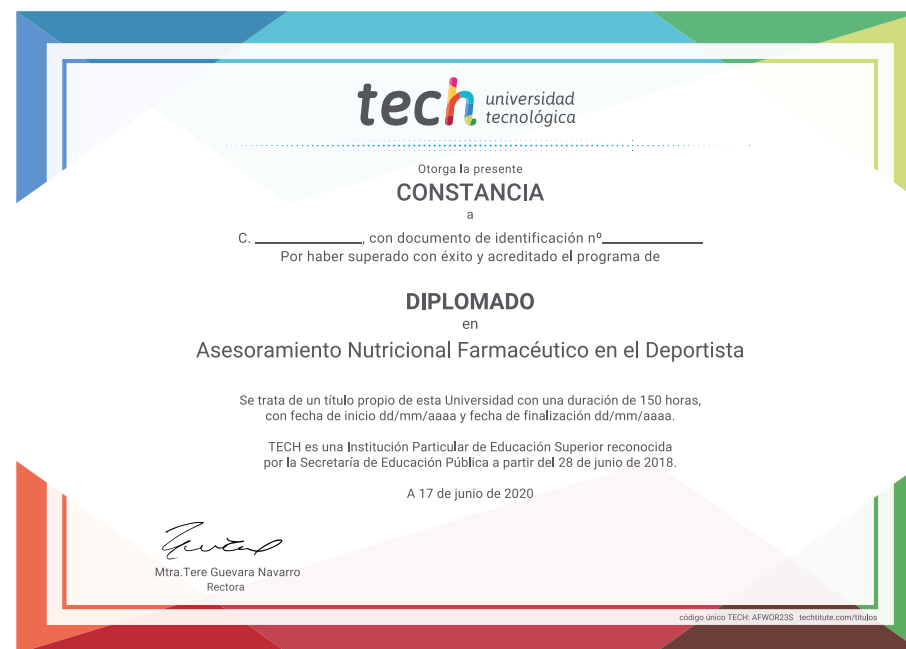 tech universidad
tecnológica
Otorga la presente
CONSTANCIA
a
C. ______________, con documento de identificación nº_____________
Por haber superado con éxito y acreditado el programa de
DIPLOMADO
en
Asesoramiento Nutricional Farmacéutico en el Deportista
Se trata de un título propio de esta Universidad con una duración de 150 horas,
con fecha de inicio dd/mm/aaaa y fecha de finalización dd/mm/aaaa.
TECH es una Institución Particular de Educación Superior reconocida
por la Secretaría de Educación Pública a partir del 28 de junio de 2018.
A 17 de junio de 2020
Mtra.Tere Guevara Navarro
Rectora
código único TECH: AFWOR23S techtitute.com/titulos